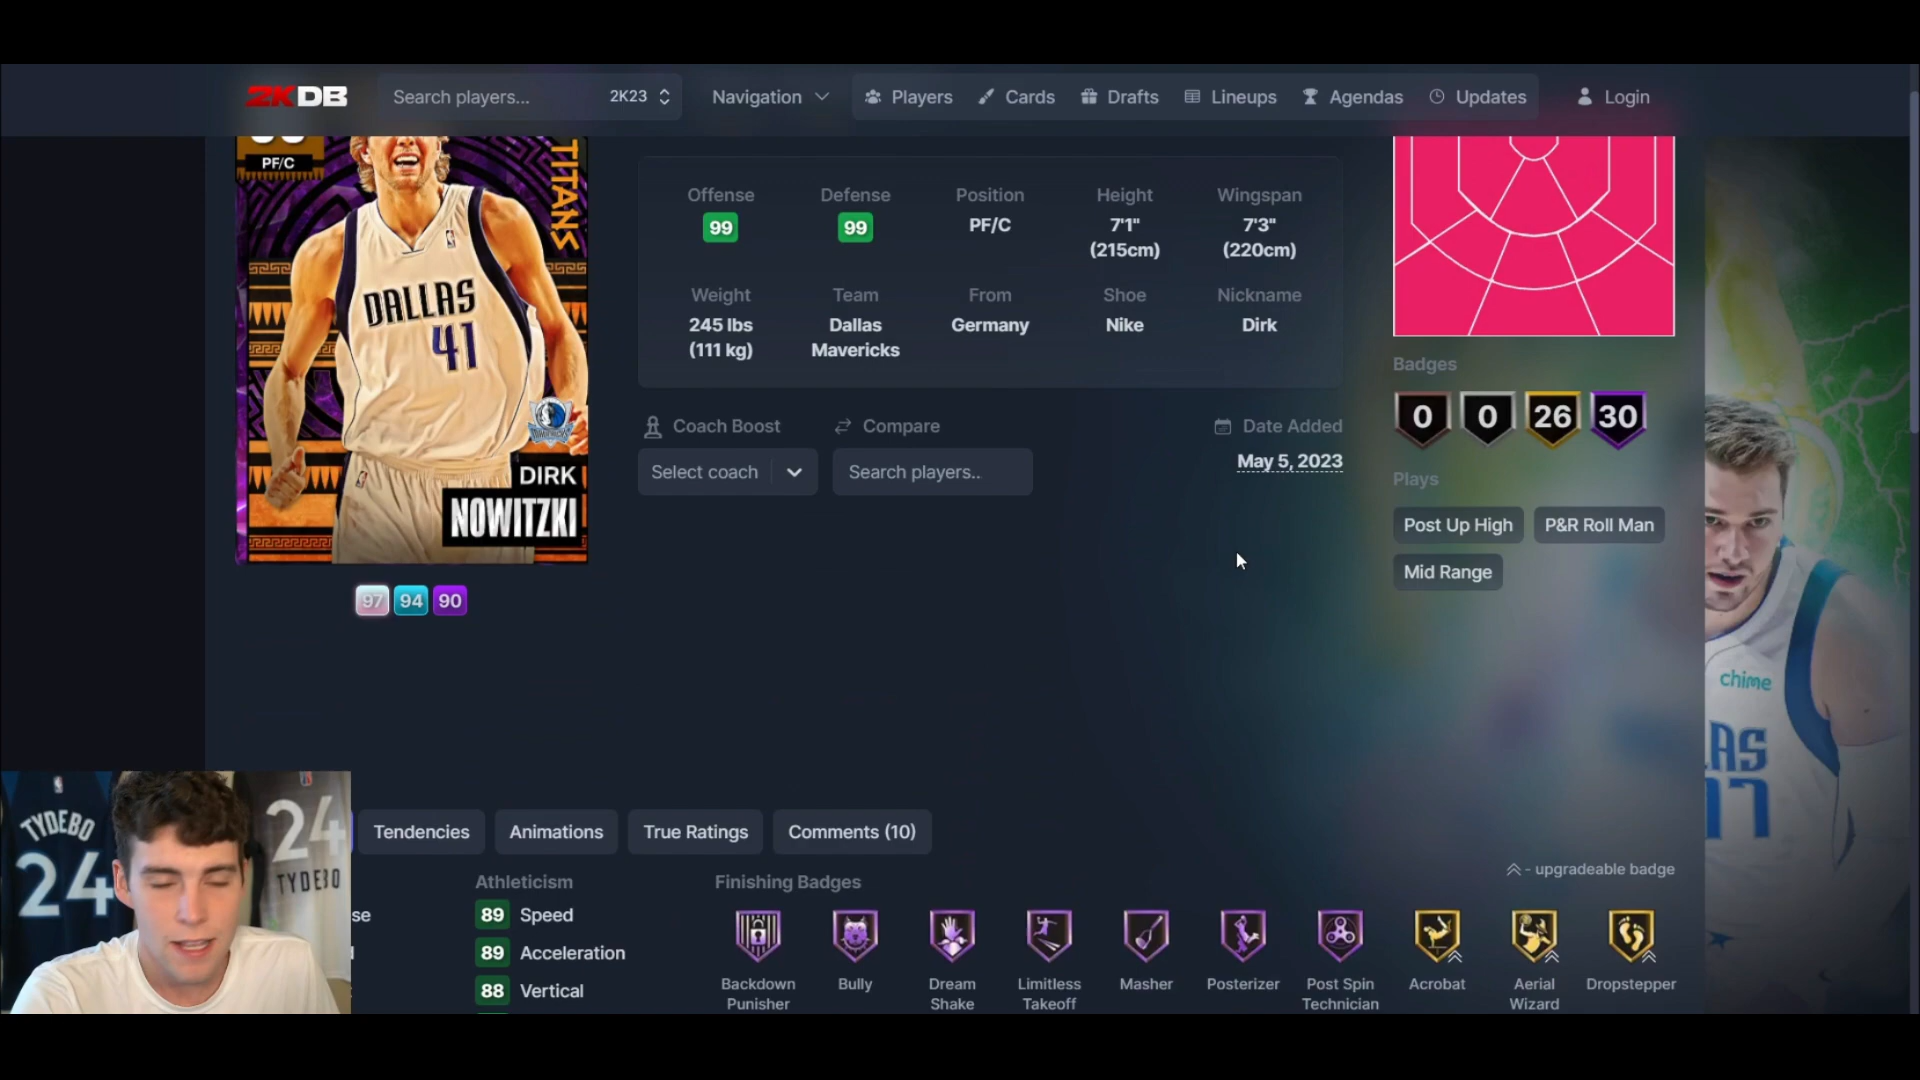 2KDB
Search players...
2K23
Navigation
Players
Cards
Drafts
Lineups
Agendas
Updates
Login
PF/C
TITANS
DALLAS
41
DIRK
NOWITZKI
97 94 90
Offense
99
Defense
99
Position
PF/C
Height
7'1"
(215cm)
Wingspan
7'3"
(220cm)
Weight
245 lbs
(111 kg)
Team
Dallas
Mavericks
From
Germany
Shoe
Nike
Nickname
Dirk
Coach Boost
Select coach
Compare
Search players..
Date Added
May 5, 2023
Badges
0 0 26 30
Plays
Post Up High
P&R Roll Man
Mid Range
chime
Tendencies
Animations
True Ratings
Comments (10)
- upgradeable badge
se
Athleticism
89 Speed
89 Acceleration
88 Vertical
Finishing Badges
Backdown
Punisher
Bully
Dream
Shake
Limitless
Takeoff
Masher
Posterizer
Post Spin
Technician
Acrobat
Aerial
Wizard
Dropstepper
TYDEBO
24
24
TYDEBO